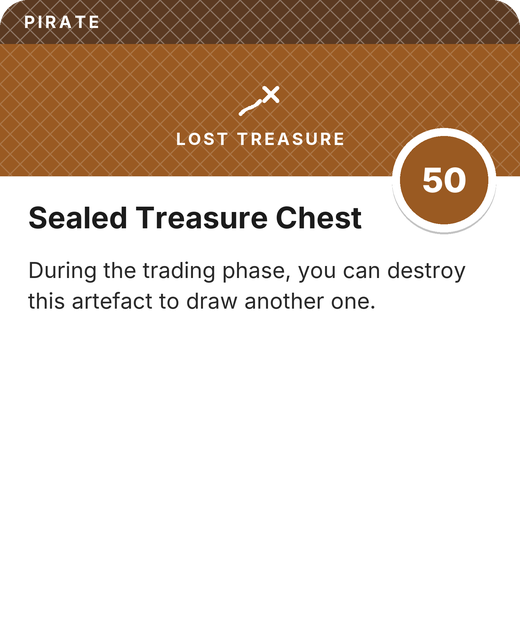 PIRATE
LOST TREASURE
50
Sealed Treasure Chest
During the trading phase, you can destroy
this artefact to draw another one.